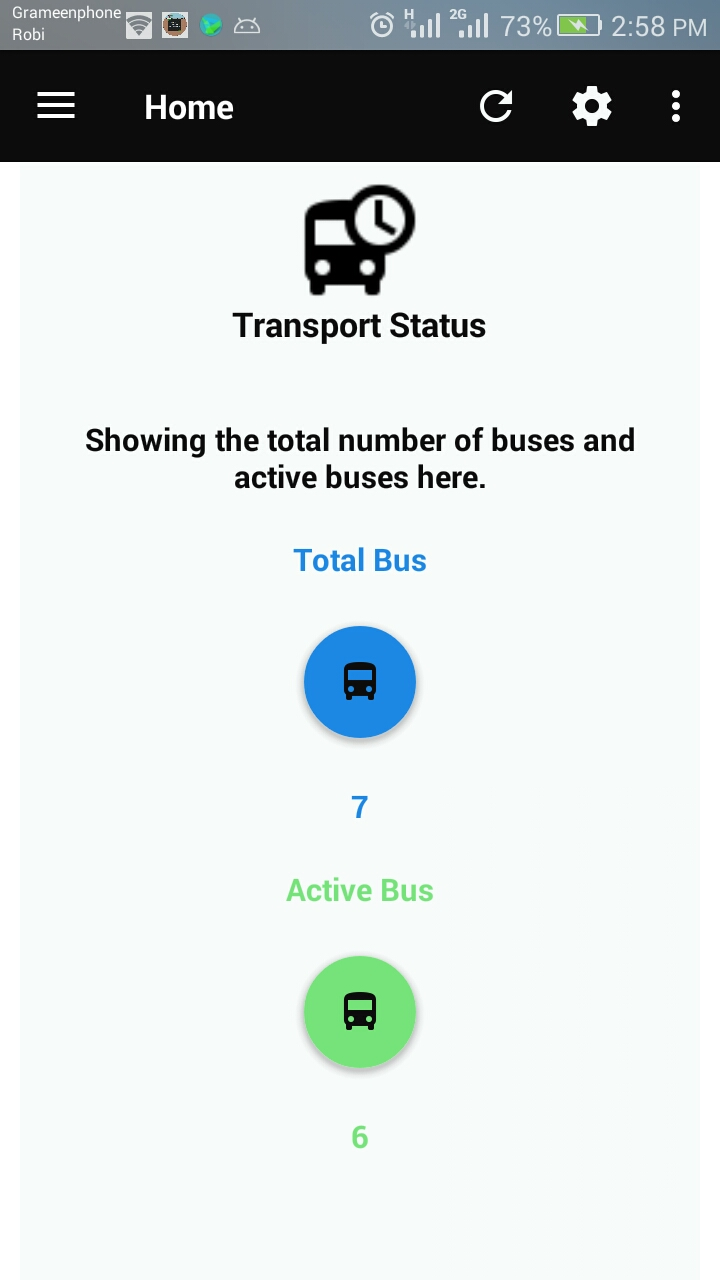 Grameenphone
Robi
H
2G
73%
2:58 PM
Home
Transport Status
Showing the total number of buses and
active buses here.
Total Bus
7
Active Bus
6